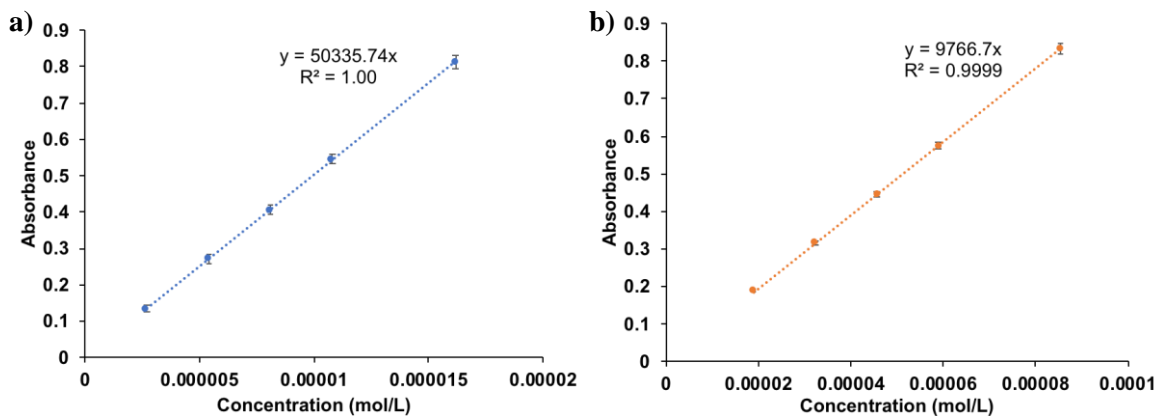 a)
y = 50335.74x
R² = 1.00
Absorbance
0.9
0.8
0.7
0.6
0.5
0.4
0.3
0.2
0.1
0
0 0.000005 0.00001 0.000015 0.00002
Concentration (mol/L)
b)
y = 9766.7x
R² = 0.9999
Absorbance
0.9
0.8
0.7
0.6
0.5
0.4
0.3
0.2
0.1
0
0 0.00002 0.00004 0.00006 0.00008 0.0001
Concentration (mol/L)